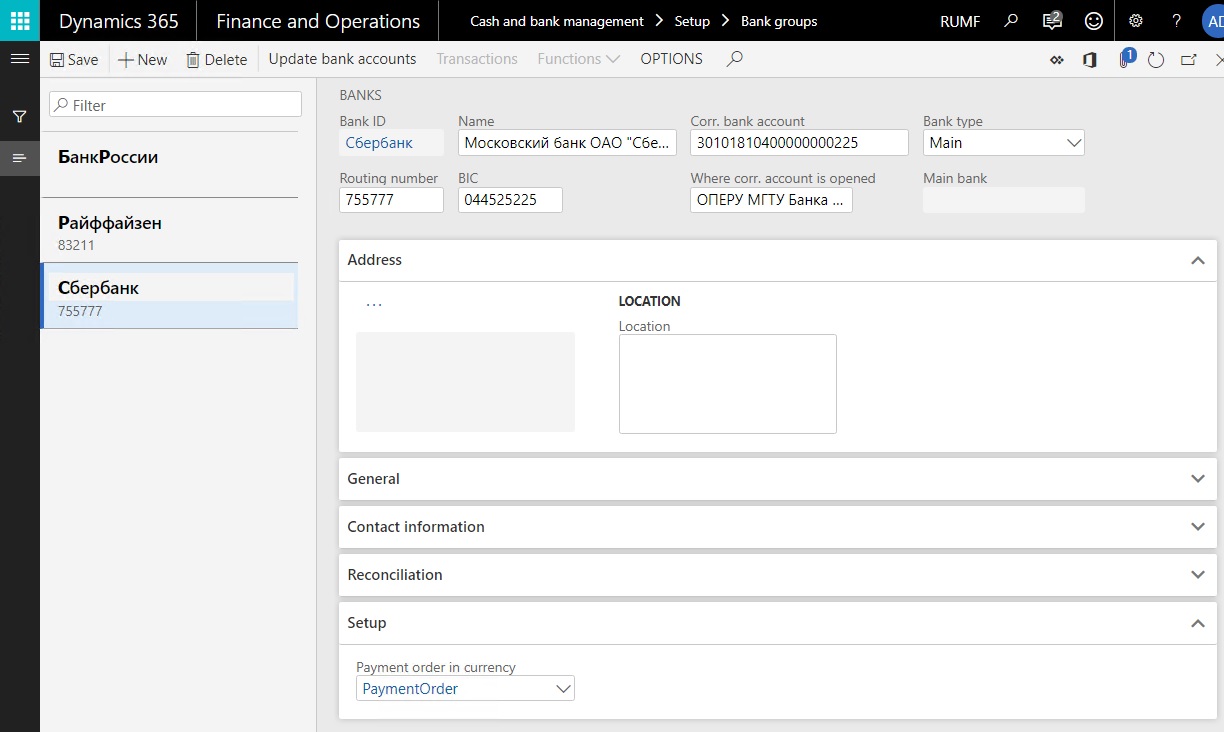 Dynamics 365 Finance and Operations Cash and bank management Setup Bank groups RUMF 2 ? AD
Save New Delete Update bank accounts Transactions Functions OPTIONS 1
Filter
БанкРоссии
Райффайзен
83211
Сбербанк
755777
BANKS
Bank ID Name Corr. bank account Bank type
Сбербанк Московский банк ОАО "Сбе... 30101810400000000225 Main
Routing number BIC Where corr. account is opened Main bank
755777 044525225 ОПЕРУ МГТУ Банка ...
Address
... LOCATION
Location
General
Contact information
Reconciliation
Setup
Payment order in currency
PaymentOrder